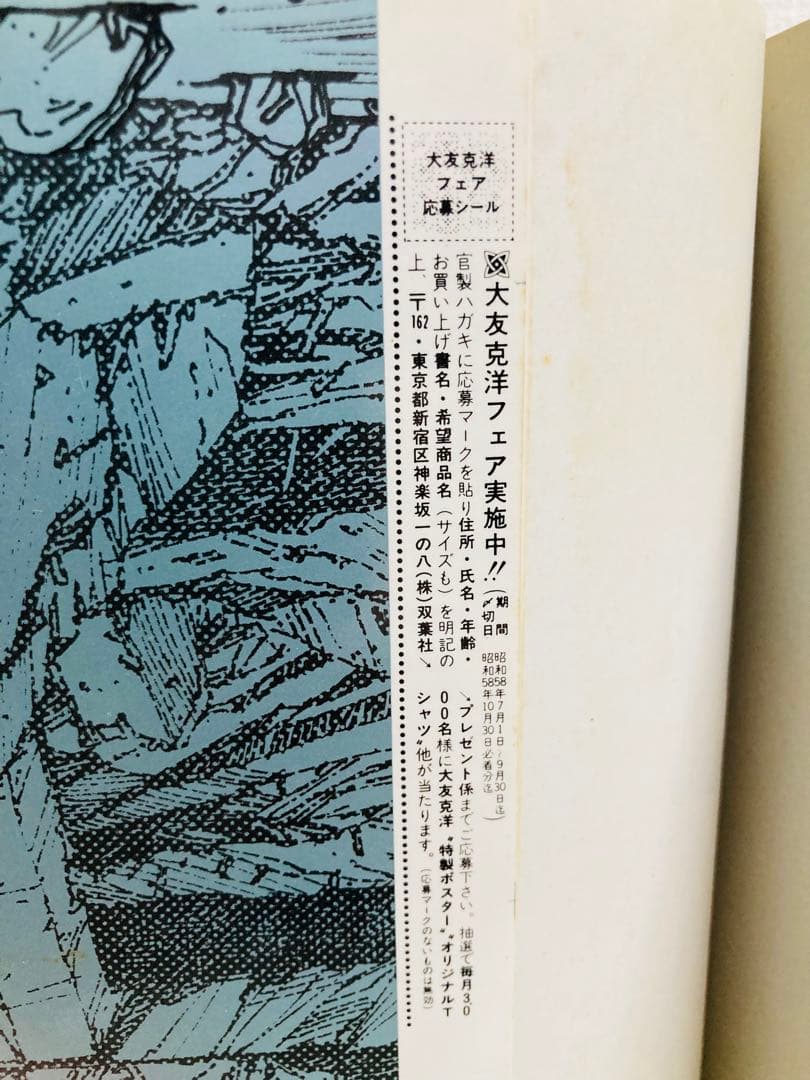 大友克洋
フェア
応募シール
大友克洋フェア実施中!!
(期間 昭和58年7月1日〜9月30日迄
〆切日 昭和58年10月30日必着分迄)
官製ハガキに応募マークを貼り住所・氏名・年齢・
お買い上げ書名・希望商品名(サイズも)を明記の
上、〒162・東京都新宿区神楽坂一の八(株)双葉社↘
↘プレゼント係までご応募下さい。抽選で毎月3,0
00名様に大友克洋〝特製ポスター〟〝オリジナルT
シャツ〟他が当たります。(応募マークのないものは無効)